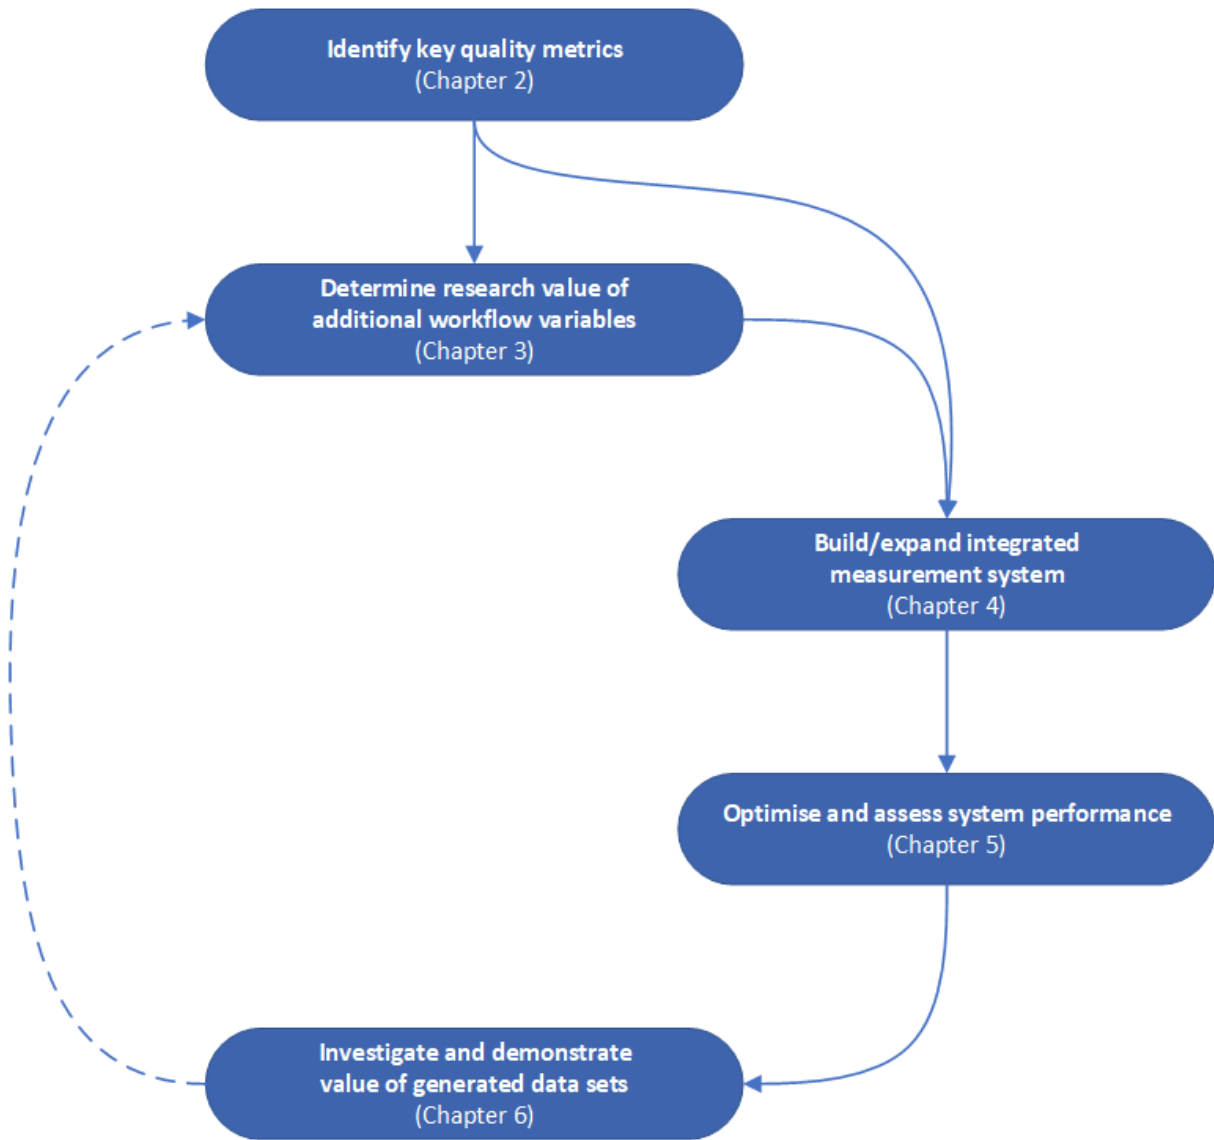 Identify key quality metrics
(Chapter 2)
Determine research value of
additional workflow variables
(Chapter 3)
Build/expand integrated
measurement system
(Chapter 4)
Optimise and assess system performance
(Chapter 5)
Investigate and demonstrate
value of generated data sets
(Chapter 6)